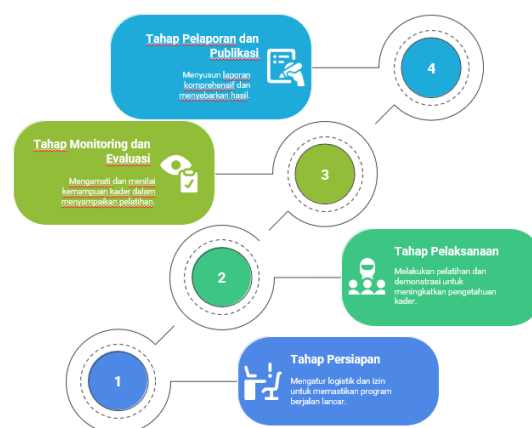 Tahap Pelaporan dan
Publikasi
Menyusun laporan
komprehensif dan
menyebarkan hasil.
4
Tahap Monitoring dan
Evaluasi
Mengamati dan menilai
kemampuan kader dalam
menyampaikan pelatihan.
3
2
Tahap Pelaksanaan
Melakukan pelatihan dan
demonstrasi untuk
meningkatkan pengetahuan
kader.
1
Tahap Persiapan
Mengatur logistik dan izin
untuk memastikan program
berjalan lancar.